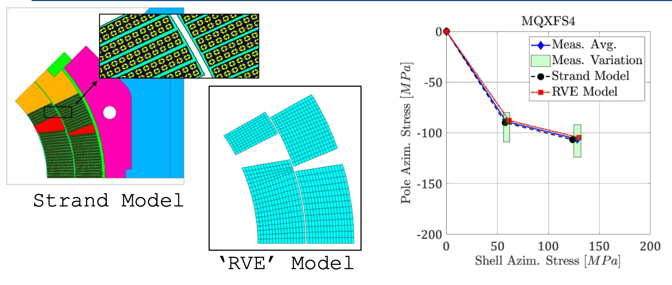 Strand Model
'RVE' Model
MQXFS4
Meas. Avg.
Meas. Variation
Strand Model
RVE Model
Pole Azim. Stress [MPa]
0
-50
-100
-150
-200
0
50
100
150
200
Shell Azim. Stress [MPa]